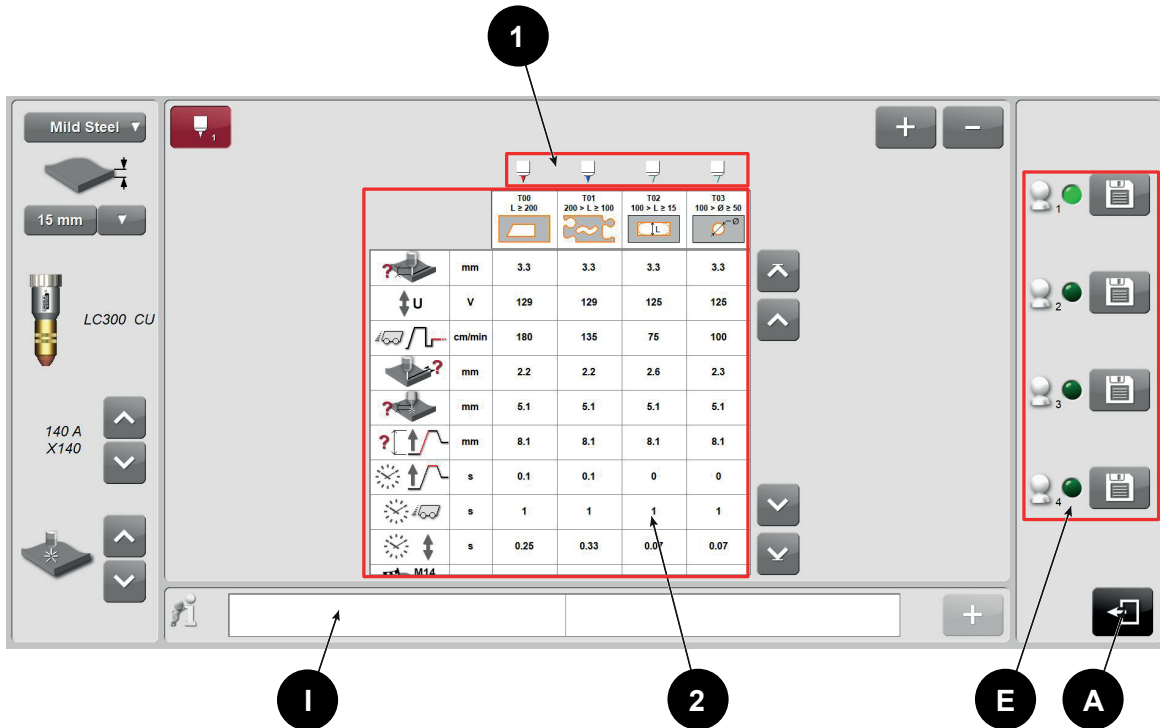 1
Mild Steel
1
+ −
T00 T01 T02 T03
L ≥ 200 200 > L ≥ 100 100 > L ≥ 15 100 > Ø ≥ 50
L Ø
15 mm
1
? mm 3.3 3.3 3.3 3.3
U V 129 129 125 125
2
LC300 CU
cm/min 180 135 75 100
? mm 2.2 2.2 2.6 2.3
? mm 5.1 5.1 5.1 5.1
3
140 A
X140
? mm 8.1 8.1 8.1 8.1
s 0.1 0.1 0 0
4
s 1 1 1 1
s 0.25 0.33 0.07 0.07
M14
i
+
I 2 E A